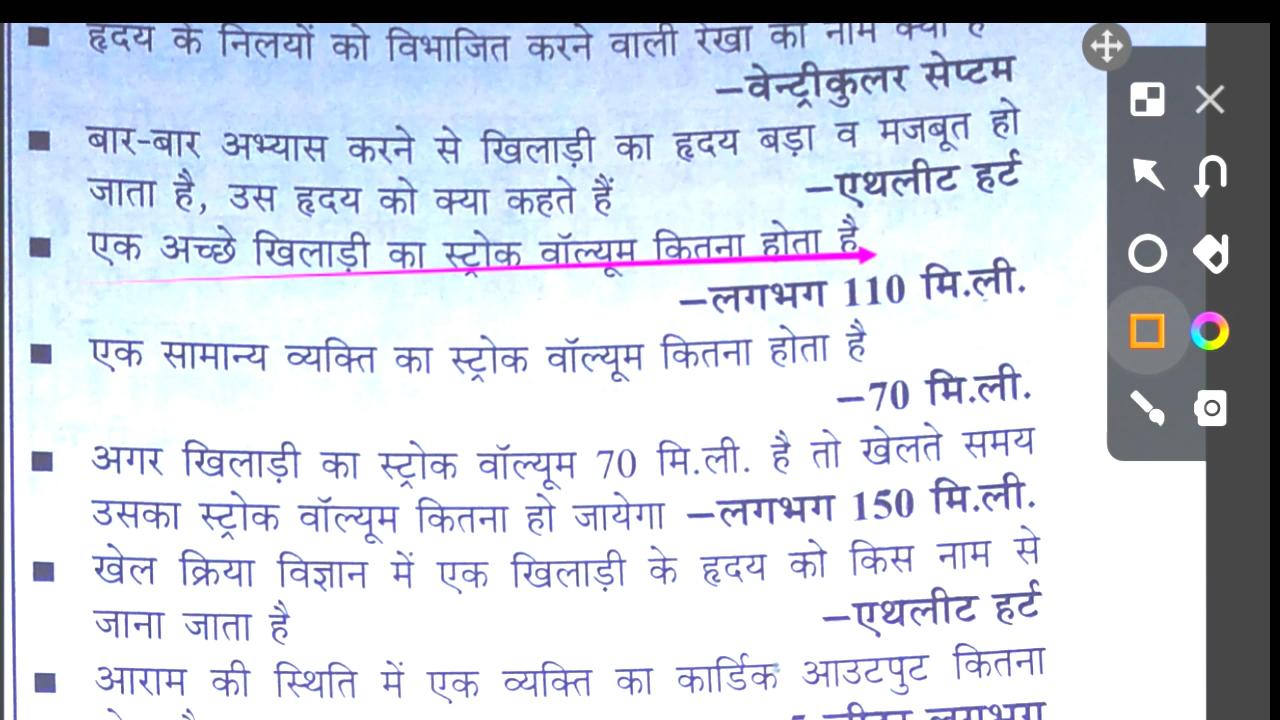 ■ हृदय के निलयों को विभाजित करने वाली रेखा का नाम क्या है
–वेन्ट्रीकुलर सेप्टम
■ बार-बार अभ्यास करने से खिलाड़ी का हृदय बड़ा व मजबूत हो
जाता है, उस हृदय को क्या कहते हैं –एथलीट हर्ट
■ एक अच्छे खिलाड़ी का स्ट्रोक वॉल्यूम कितना होता है
–लगभग 110 मि.ली.
■ एक सामान्य व्यक्ति का स्ट्रोक वॉल्यूम कितना होता है
–70 मि.ली.
■ अगर खिलाड़ी का स्ट्रोक वॉल्यूम 70 मि.ली. है तो खेलते समय
उसका स्ट्रोक वॉल्यूम कितना हो जायेगा –लगभग 150 मि.ली.
■ खेल क्रिया विज्ञान में एक खिलाड़ी के हृदय को किस नाम से
जाना जाता है –एथलीट हर्ट
■ आराम की स्थिति में एक व्यक्ति का कार्डिक आउटपुट कितना